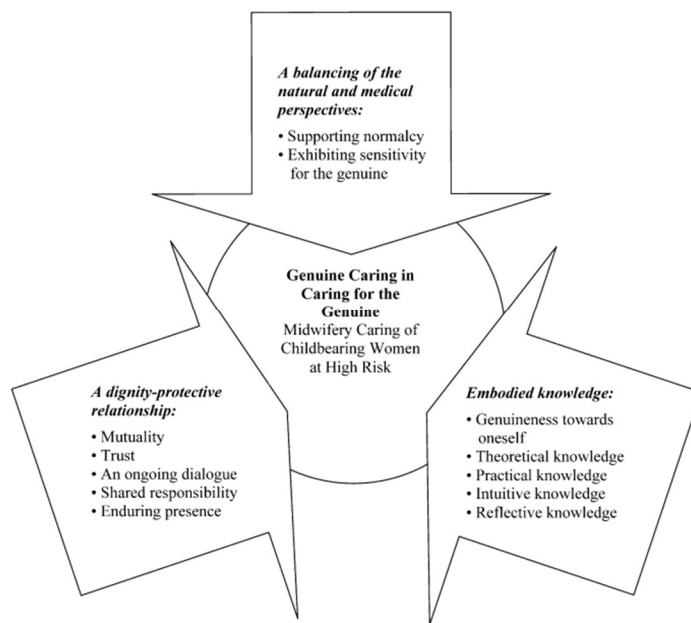 A balancing of the
natural and medical
perspectives:
• Supporting normalcy
• Exhibiting sensitivity
for the genuine
Genuine Caring in
Caring for the
Genuine
Midwifery Caring of
Childbearing Women
at High Risk
A dignity-protective
relationship:
• Mutuality
• Trust
• An ongoing dialogue
• Shared responsibility
• Enduring presence
Embodied knowledge:
• Genuineness towards
oneself
• Theoretical knowledge
• Practical knowledge
• Intuitive knowledge
• Reflective knowledge